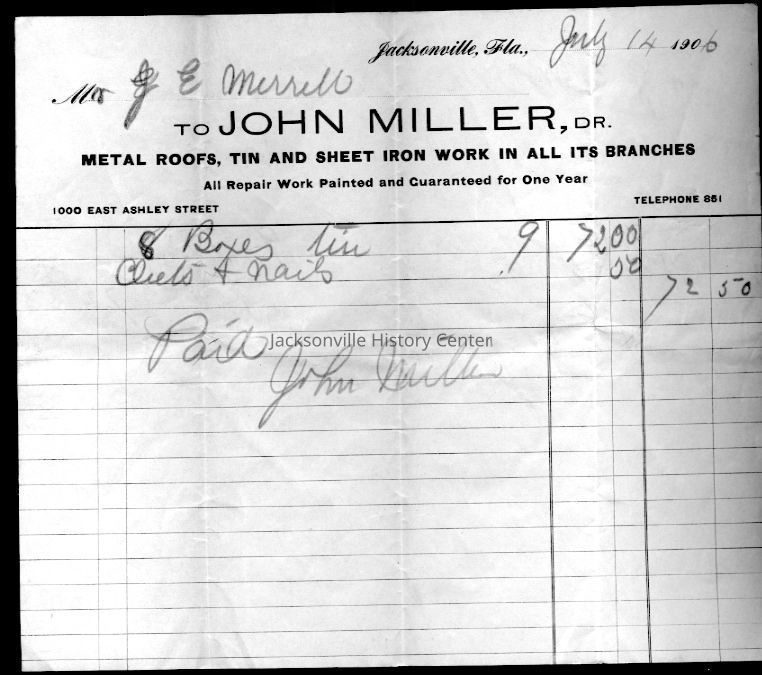 Jacksonville, Fla., July 14 1906
Mr J E Merrell
TO JOHN MILLER, DR.
METAL ROOFS, TIN AND SHEET IRON WORK IN ALL ITS BRANCHES
All Repair Work Painted and Guaranteed for One Year
1000 EAST ASHLEY STREET TELEPHONE 851
8 Boxes tin 9 72 00
Cleets + nails 50
72 50
Paid
Jacksonville History Center
John Miller